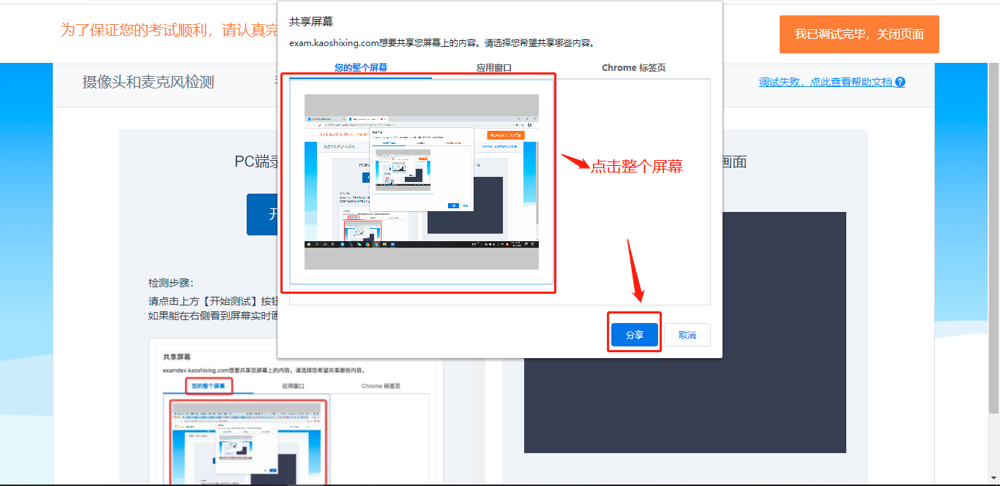 共享屏幕
为了保证您的考试顺利，请认真完
我已调试完毕，关闭页面
exam.kaoshixing.com想要共享您屏幕上的内容。请选择您希望共享哪些内容。
您的整个屏幕
应用窗口
Chrome 标签页
摄像头和麦克风检测
调试失败，点此查看帮助文档
PC端录
画面
点击整个屏幕
检测步骤：
请点击上方【开始测试】按钮
如果能在右侧看到屏幕实时画
分享
取消
共享屏幕
examdev.kaoshixing.com想要共享您屏幕上的内容。请选择您希望共享哪些内容。
您的整个屏幕
应用窗口
Chrome 标签页